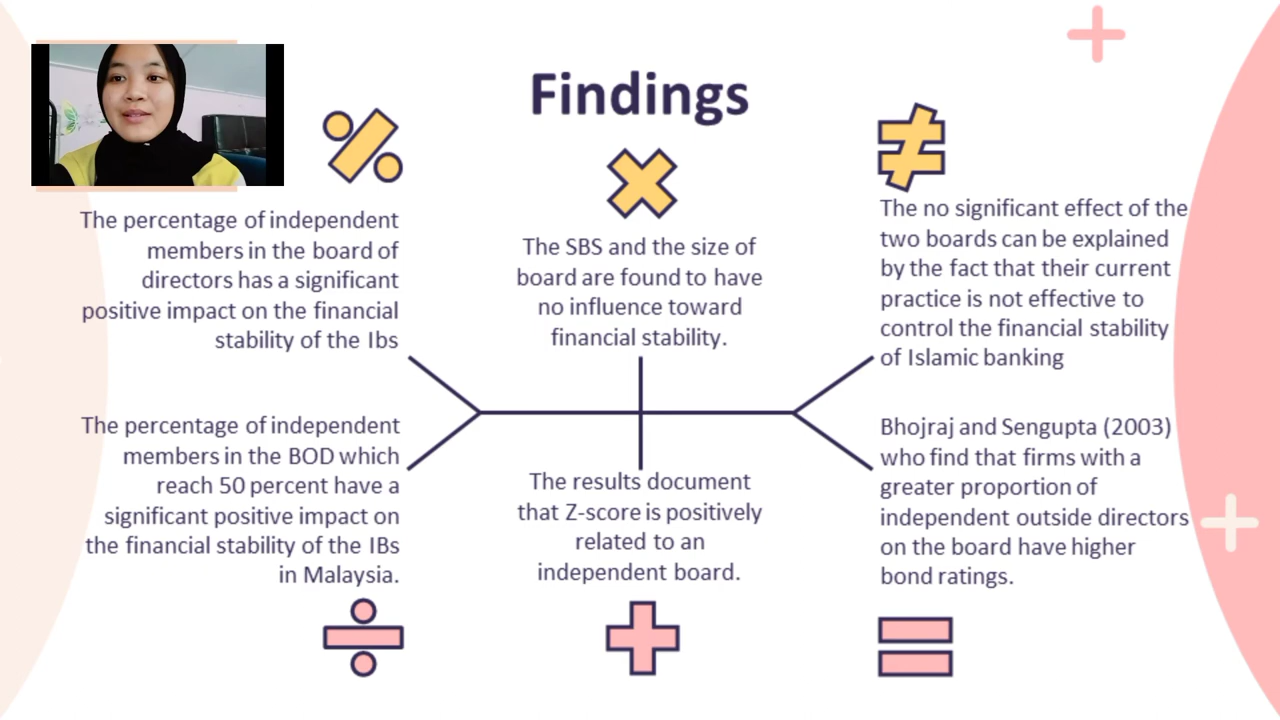 Findings
The percentage of independent
members in the board of
directors has a significant
positive impact on the financial
stability of the Ibs
The SBS and the size of
board are found to have
no influence toward
financial stability.
The no significant effect of the
two boards can be explained
by the fact that their current
practice is not effective to
control the financial stability
of Islamic banking
The percentage of independent
members in the BOD which
reach 50 percent have a
significant positive impact on
the financial stability of the IBs
in Malaysia.
The results document
that Z-score is positively
related to an
independent board.
Bhojraj and Sengupta (2003)
who find that firms with a
greater proportion of
independent outside directors
on the board have higher
bond ratings.